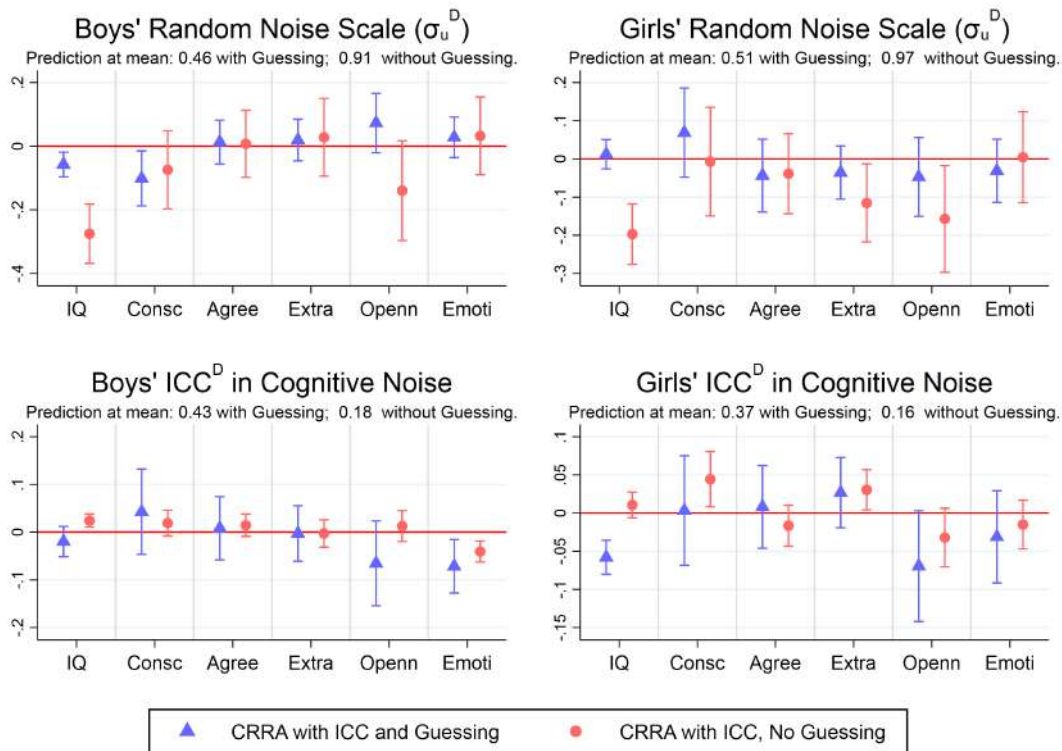 Boys' Random Noise Scale (σuᴰ)
Prediction at mean: 0.46 with Guessing; 0.91 without Guessing.
.2
0
-.2
-.4
IQ Consc Agree Extra Openn Emoti
Girls' Random Noise Scale (σuᴰ)
Prediction at mean: 0.51 with Guessing; 0.97 without Guessing.
.2
.1
0
-.1
-.2
-.3
IQ Consc Agree Extra Openn Emoti
Boys' ICCᴰ in Cognitive Noise
Prediction at mean: 0.43 with Guessing; 0.18 without Guessing.
.2
.1
0
-.1
-.2
IQ Consc Agree Extra Openn Emoti
Girls' ICCᴰ in Cognitive Noise
Prediction at mean: 0.37 with Guessing; 0.16 without Guessing.
.1
.05
0
-.05
-.1
-.15
IQ Consc Agree Extra Openn Emoti
CRRA with ICC and Guessing
CRRA with ICC, No Guessing